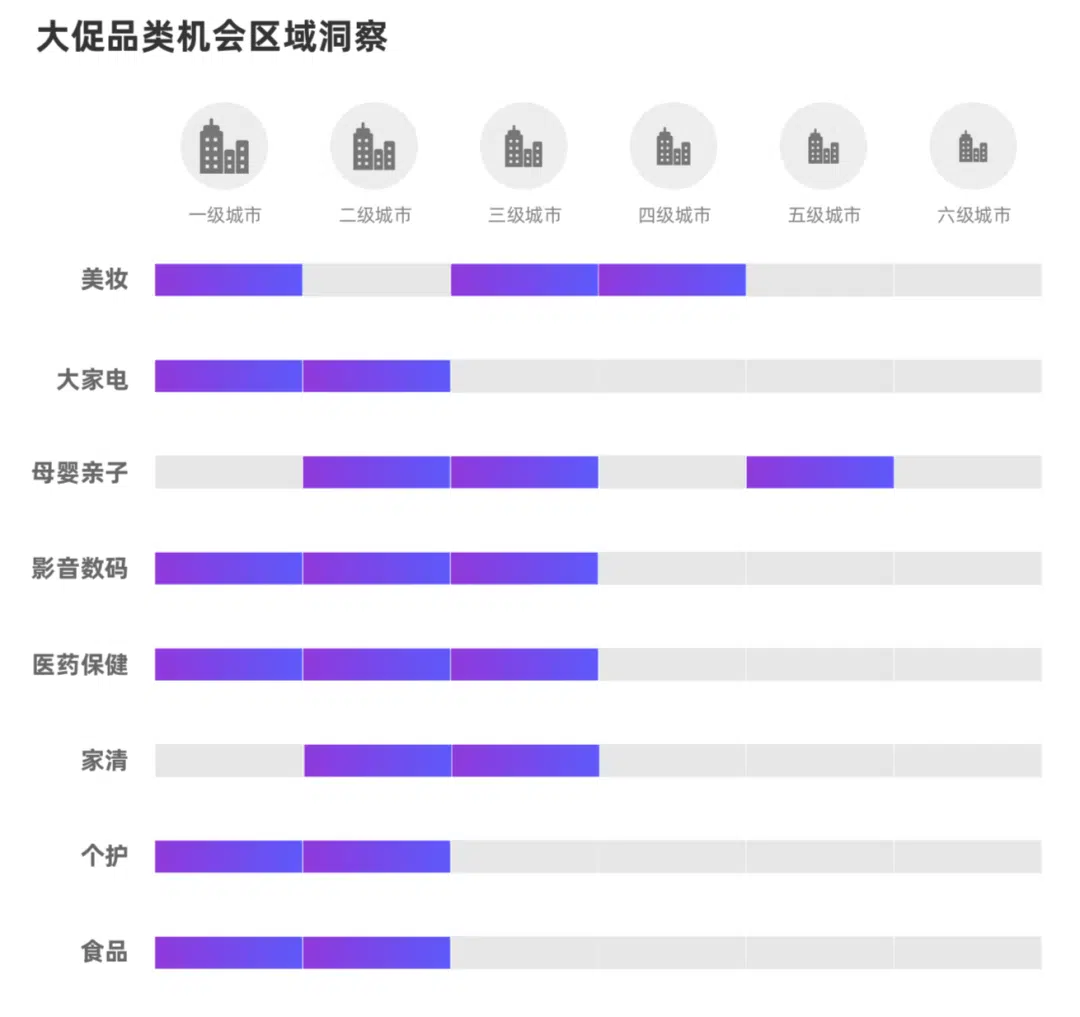 大促品类机会区域洞察
一级城市 二级城市 三级城市 四级城市 五级城市 六级城市
美妆
大家电
母婴亲子
影音数码
医药保健
家清
个护
食品